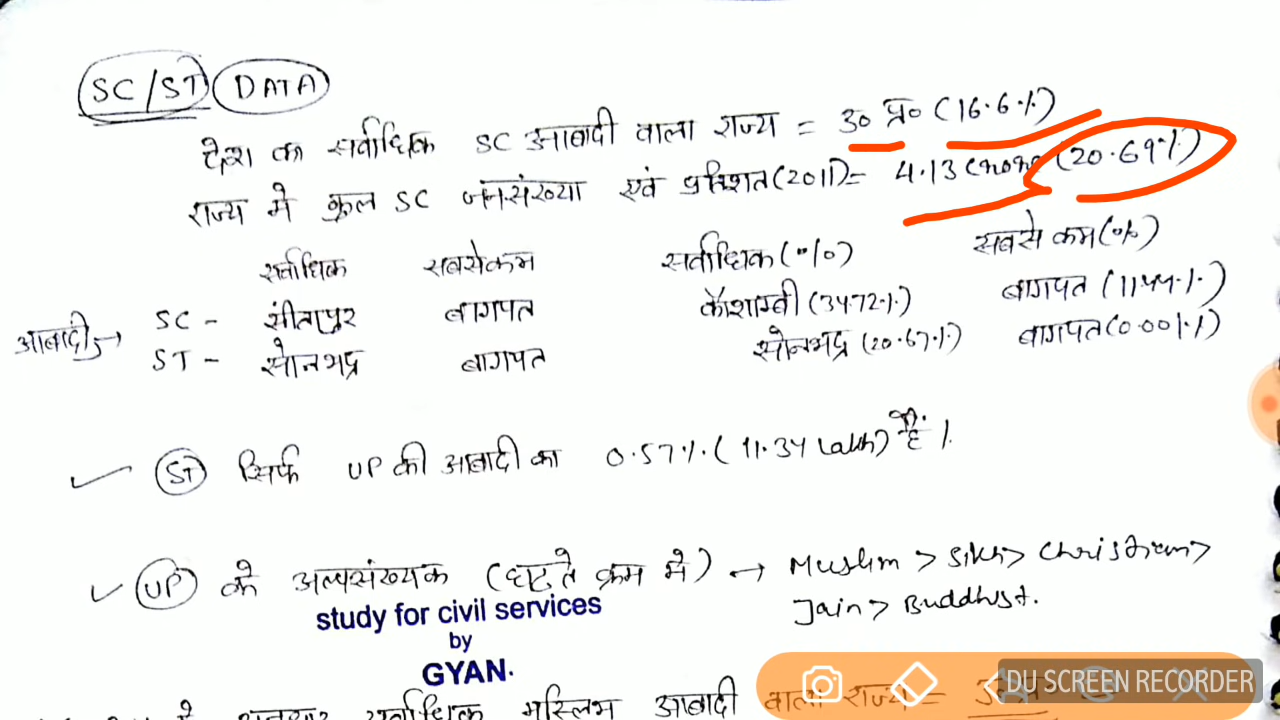 SC/ST DATA
देश का सर्वाधिक SC आबादी वाला राज्य = उ० प्र० (16.6%)
राज्य मे कुल SC जनसंख्या एवं प्रतिशत(2011)= 4.13 crore (20.69%)
सर्वाधिक सबसेकम सर्वाधिक(%) सबसे कम(%)
आबादी→ SC - सीतापुर बागपत कौशाम्बी (34.72%) बागपत (11.44%)
ST - सोनभद्र बागपत सोनभद्र (20.67%) बागपत(0.00%)
ST सिर्फ UP की आबादी का 0.57%(11.34 lakh) है।
UP के अल्पसंख्यक (घटते क्रम मे) → Muslim > Sikh > Christian >
Jain > Buddhist.
study for civil services
by
GYAN.
सर्वाधिक मुस्लिम आबादी वाला राज्य =
DU SCREEN RECORDER